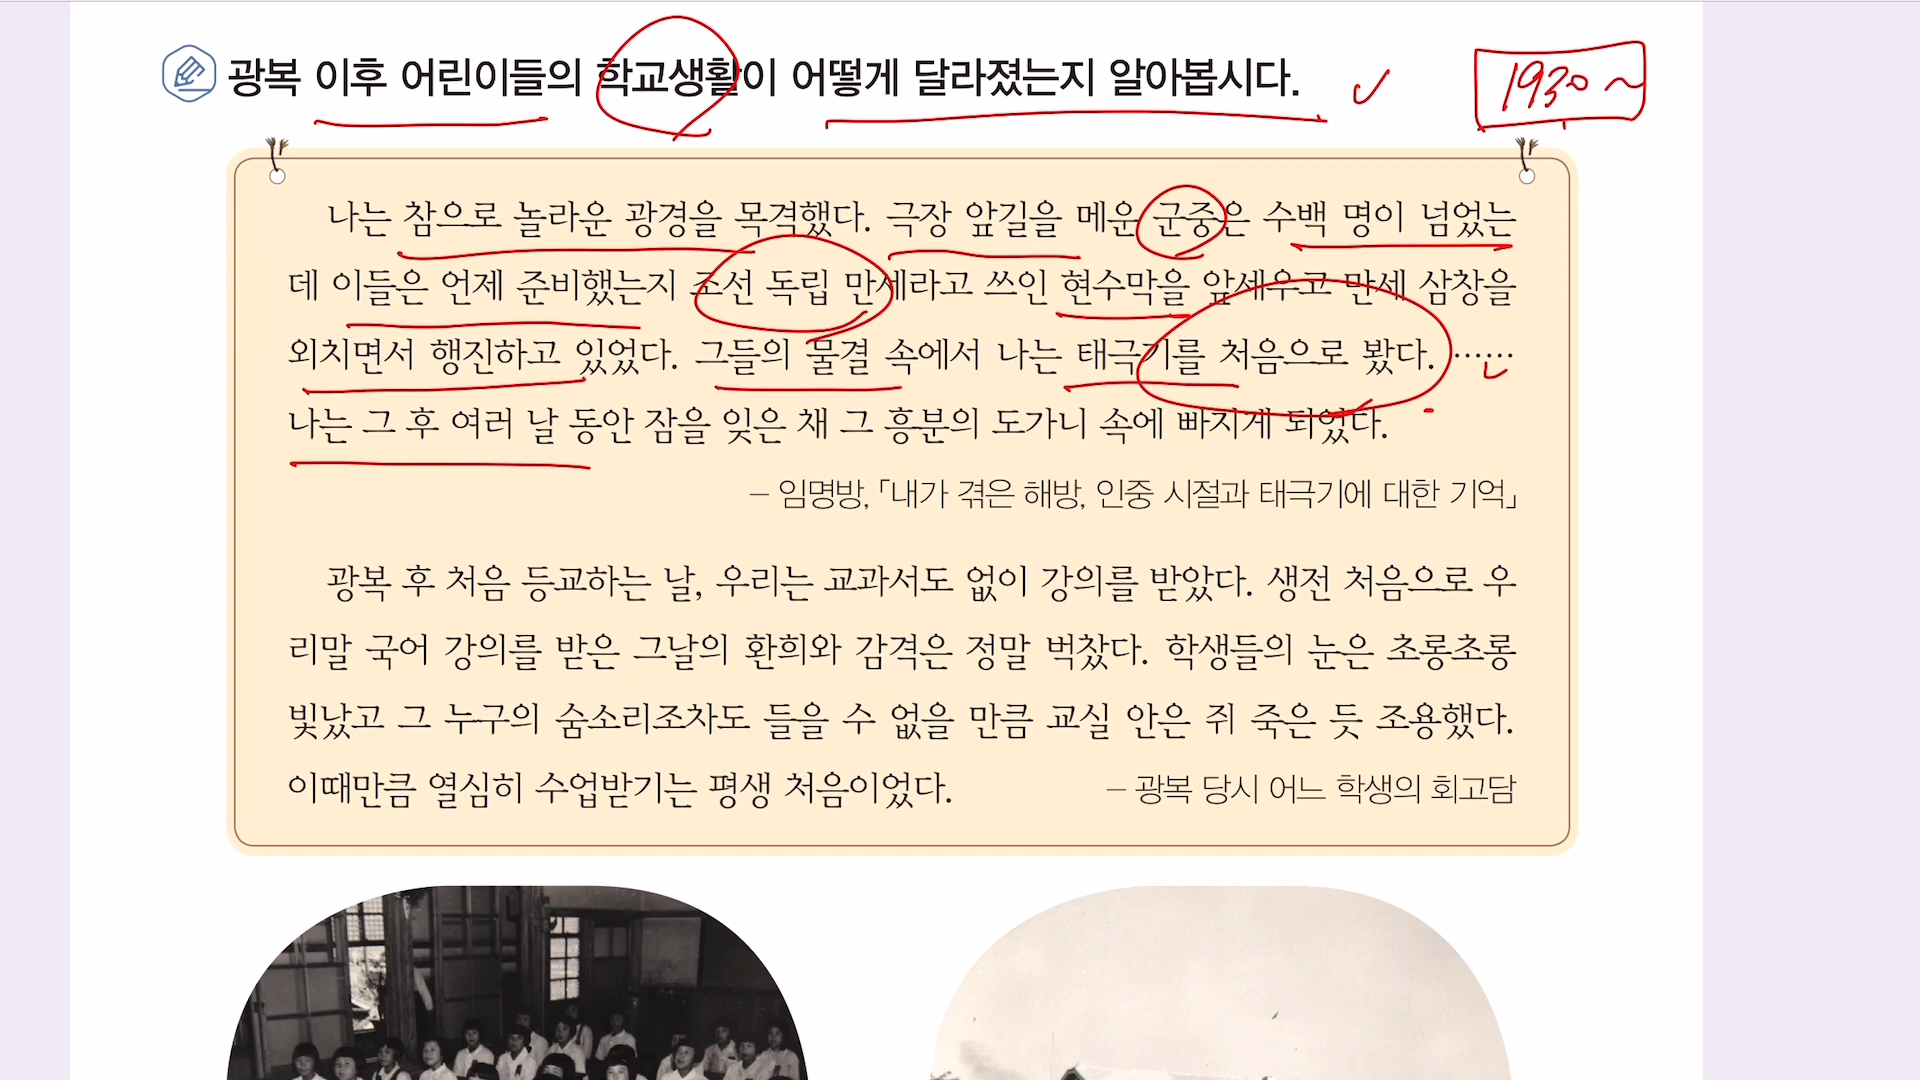 광복 이후 어린이들의 학교생활이 어떻게 달라졌는지 알아봅시다.
1930 ~
나는 참으로 놀라운 광경을 목격했다. 극장 앞길을 메운 군중은 수백 명이 넘었는
데 이들은 언제 준비했는지 조선 독립 만세라고 쓰인 현수막을 앞세우고 만세 삼창을
외치면서 행진하고 있었다. 그들의 물결 속에서 나는 태극기를 처음으로 봤다. ……
나는 그 후 여러 날 동안 잠을 잊은 채 그 흥분의 도가니 속에 빠지게 되었다.
– 임명방, 「내가 겪은 해방, 인중 시절과 태극기에 대한 기억」
광복 후 처음 등교하는 날, 우리는 교과서도 없이 강의를 받았다. 생전 처음으로 우
리말 국어 강의를 받은 그날의 환희와 감격은 정말 벅찼다. 학생들의 눈은 초롱초롱
빛났고 그 누구의 숨소리조차도 들을 수 없을 만큼 교실 안은 쥐 죽은 듯 조용했다.
이때만큼 열심히 수업받기는 평생 처음이었다. – 광복 당시 어느 학생의 회고담